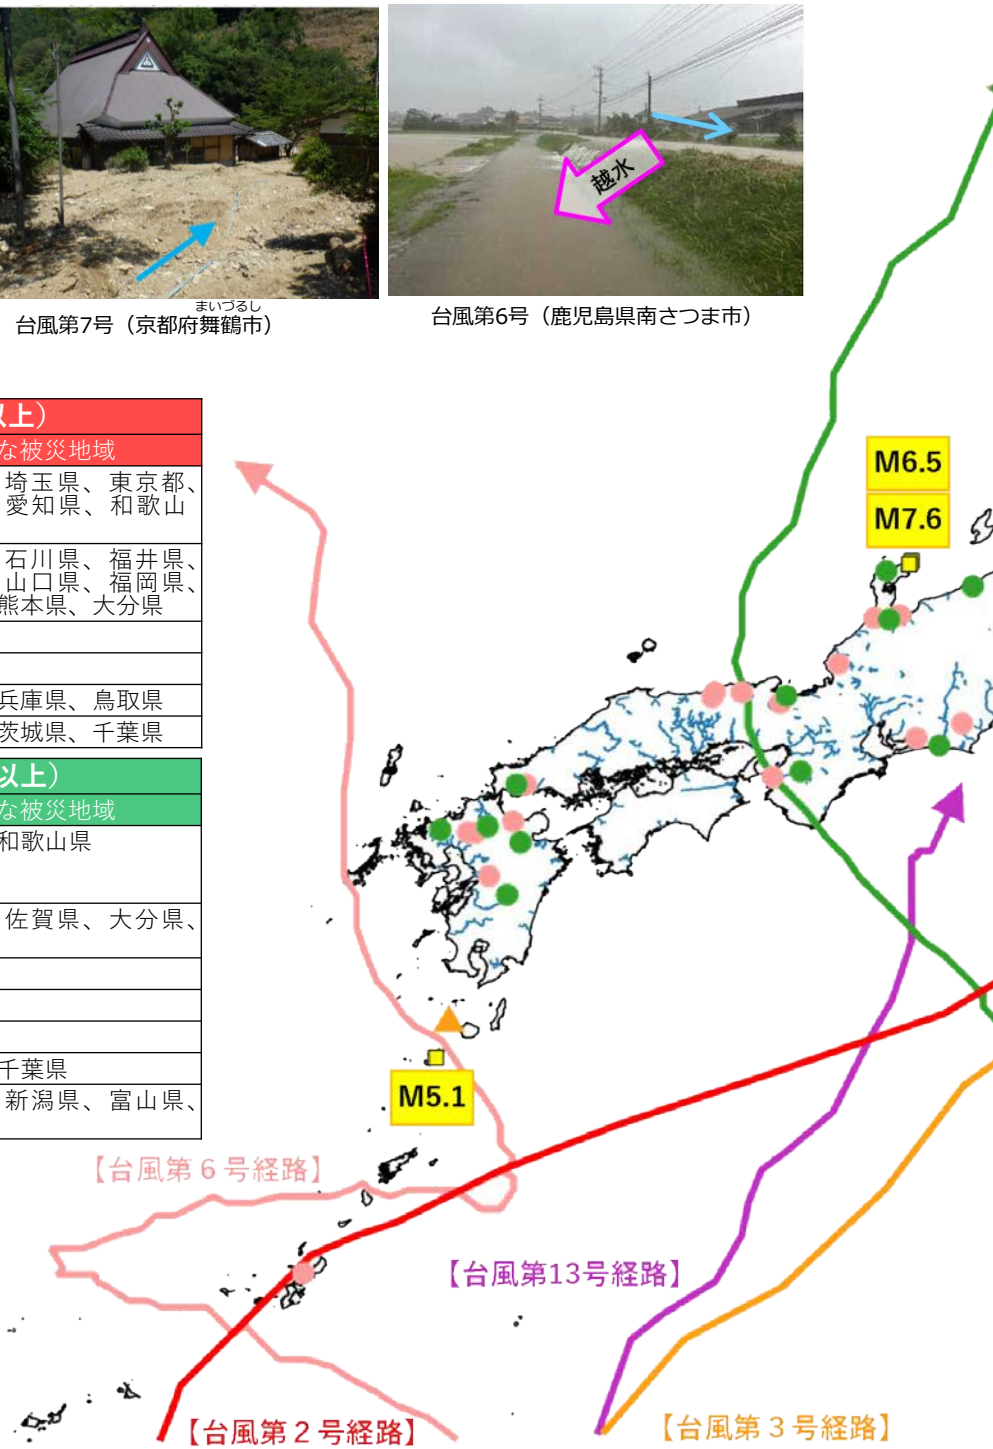 越水
まいづるし
台風第7号（京都府舞鶴市）
台風第6号（鹿児島県南さつま市）
以上）
な被災地域
埼玉県、東京都、
愛知県、和歌山
石川県、福井県、
山口県、福岡県、
熊本県、大分県
兵庫県、鳥取県
茨城県、千葉県
以上）
な被災地域
和歌山県
佐賀県、大分県、
千葉県
新潟県、富山県、
M6.5
M7.6
M5.1
【台風第６号経路】
【台風第13号経路】
【台風第２号経路】
【台風第３号経路】